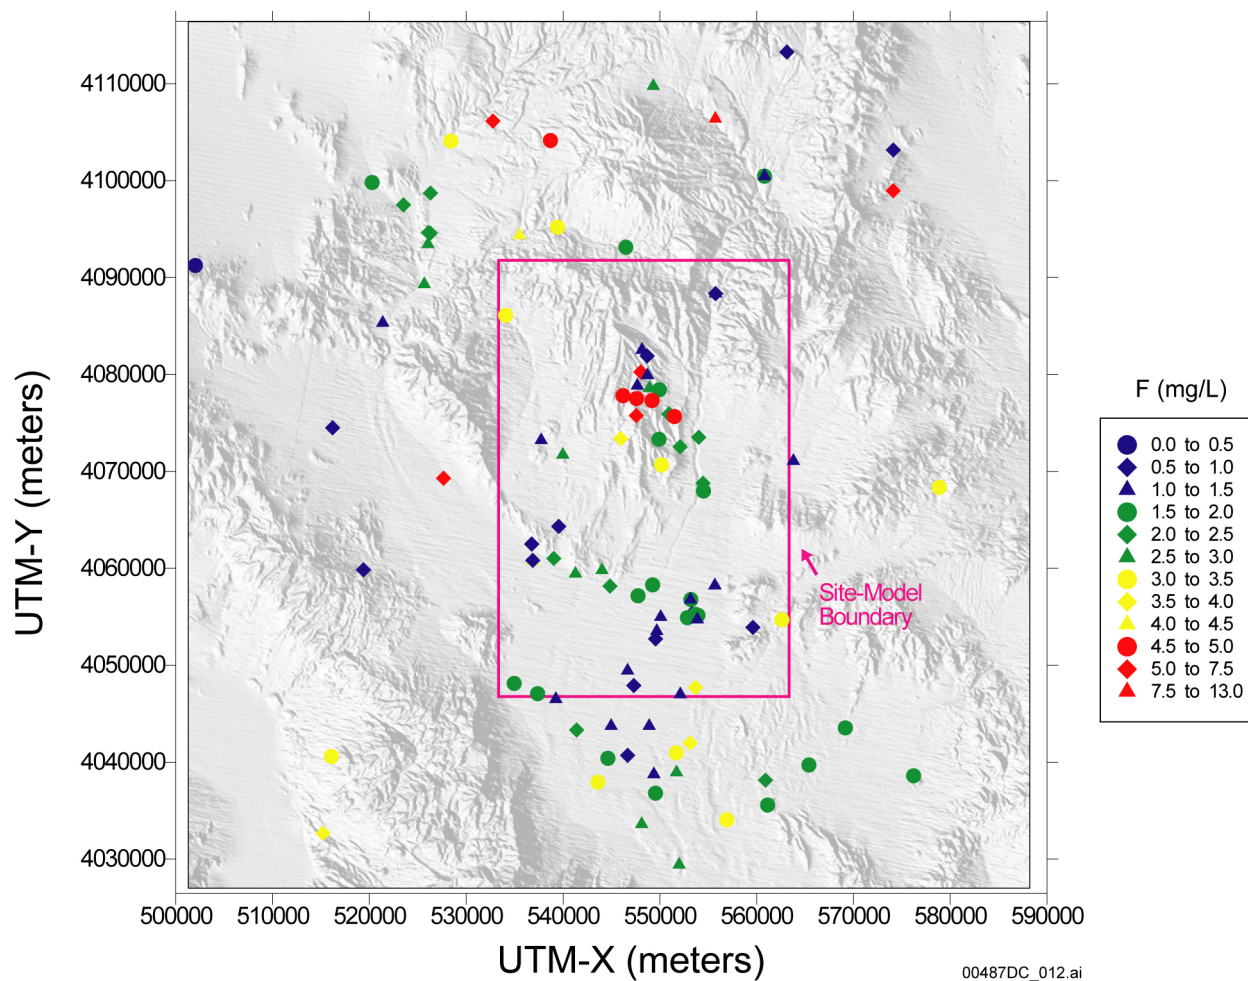 4110000
4100000
4090000
4080000
4070000
4060000
4050000
4040000
4030000
UTM-Y (meters)
500000 510000 520000 530000 540000 550000 560000 570000 580000 590000
UTM-X (meters)
Site-Model
Boundary
F (mg/L)
0.0 to 0.5
0.5 to 1.0
1.0 to 1.5
1.5 to 2.0
2.0 to 2.5
2.5 to 3.0
3.0 to 3.5
3.5 to 4.0
4.0 to 4.5
4.5 to 5.0
5.0 to 7.5
7.5 to 13.0
00487DC_012.ai